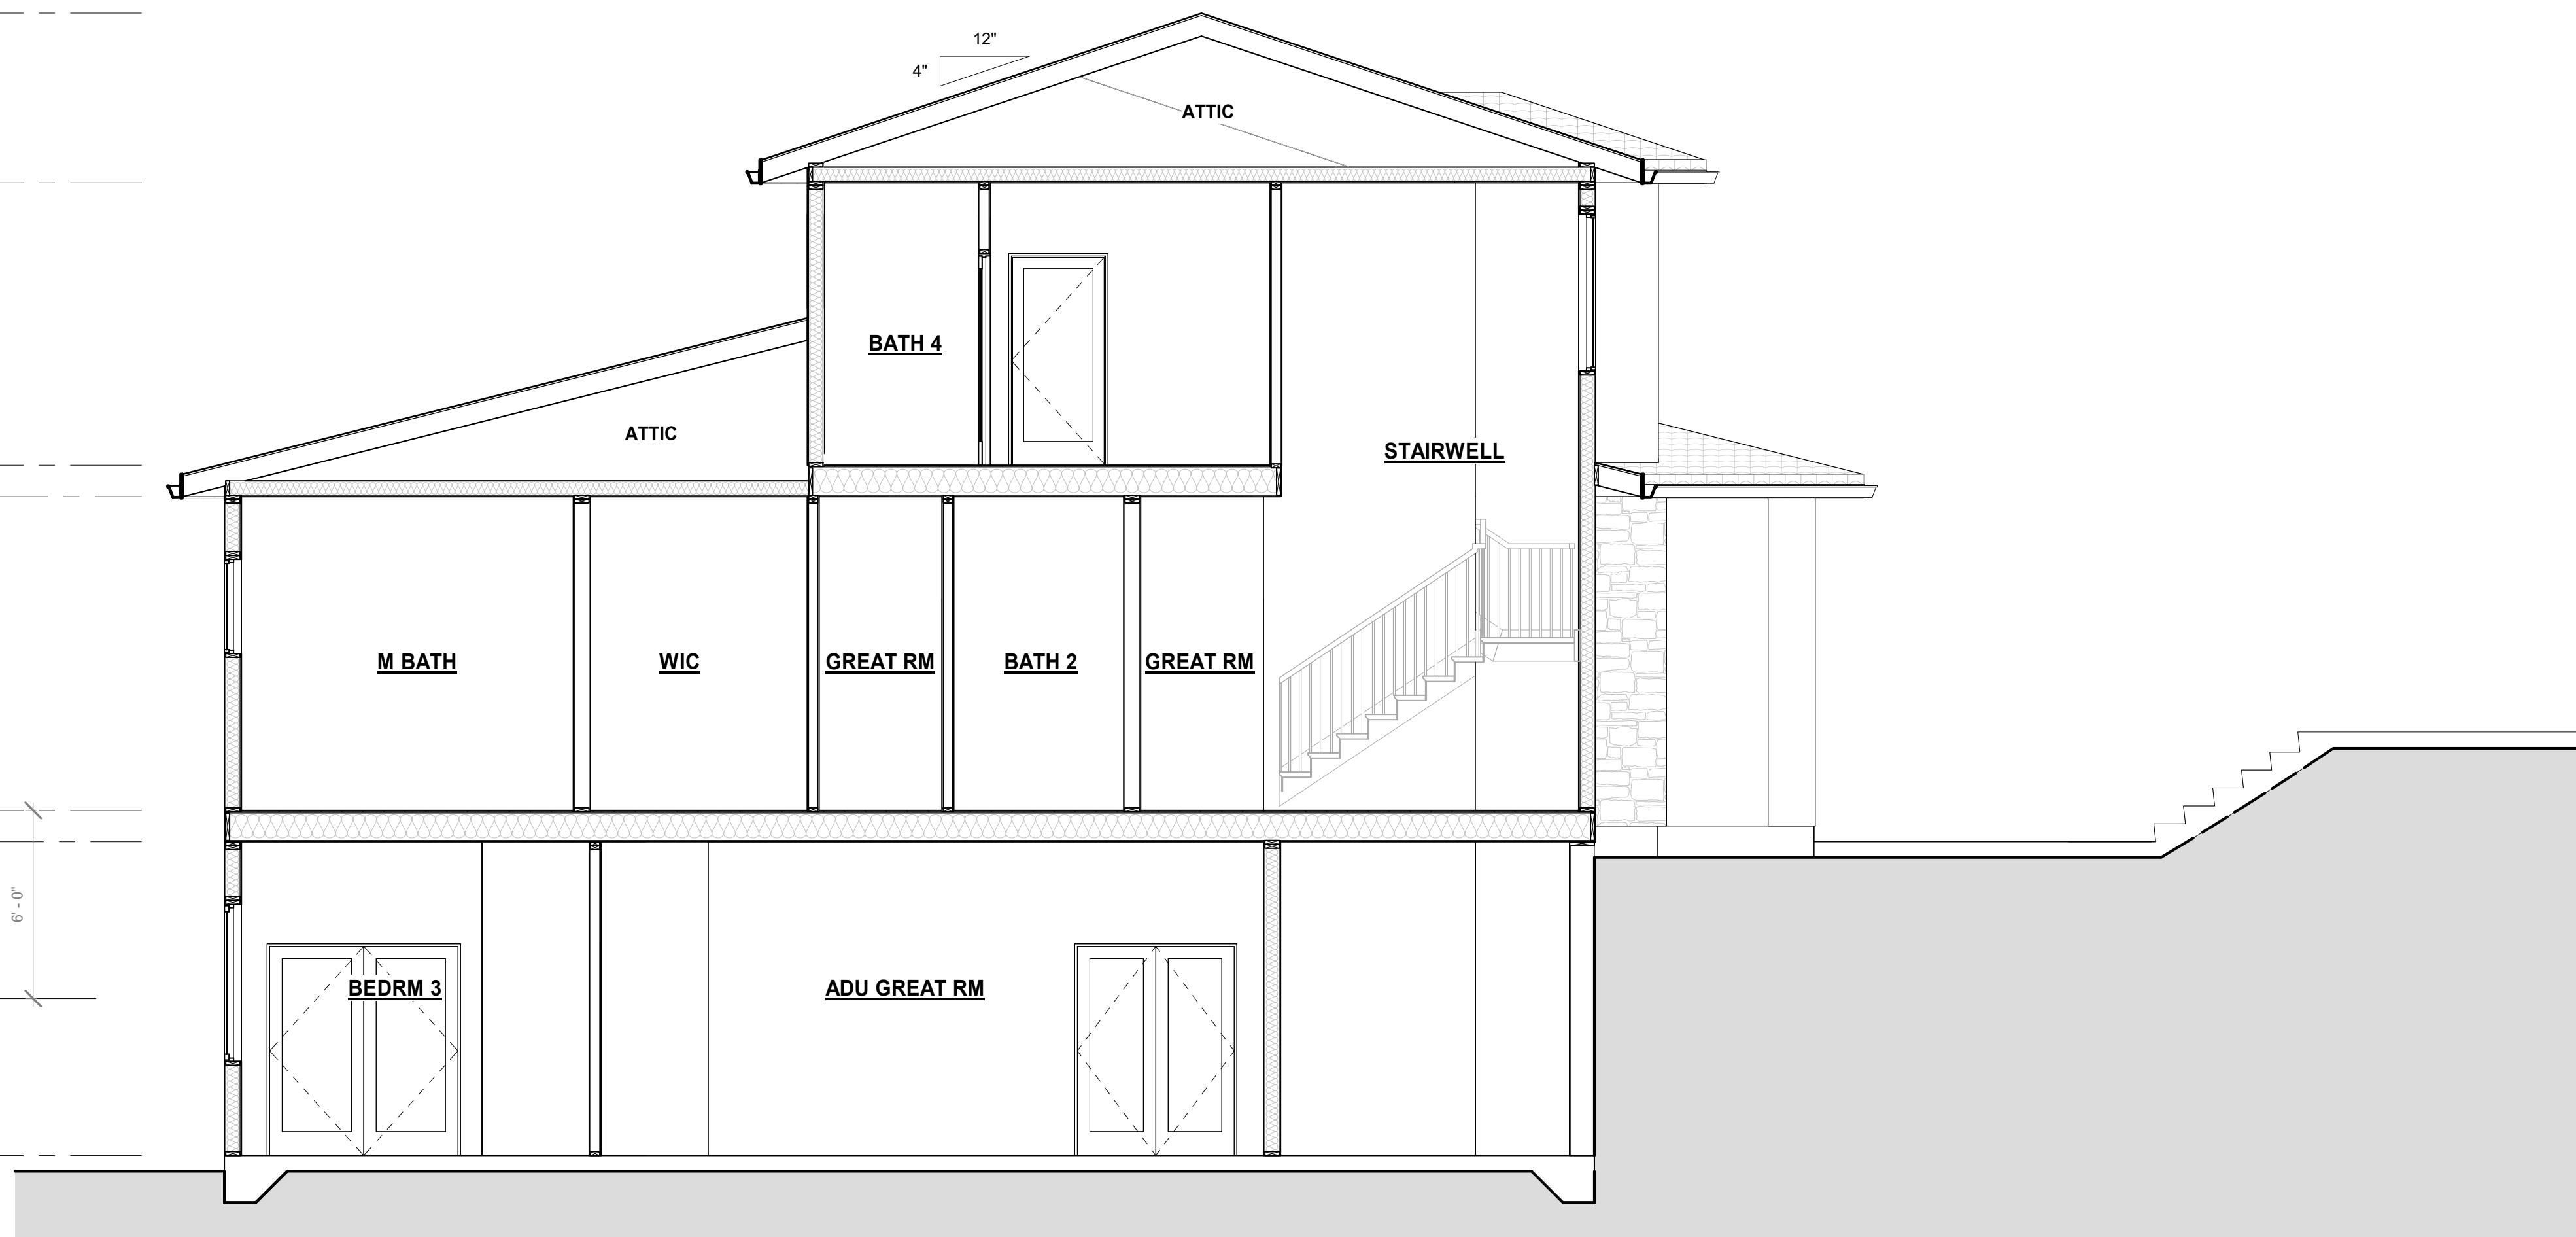 12"
4"
ATTIC
BATH 4
ATTIC
STAIRWELL
M BATH
WIC
GREAT RM
BATH 2
GREAT RM
6' - 0"
BEDRM 3
ADU GREAT RM